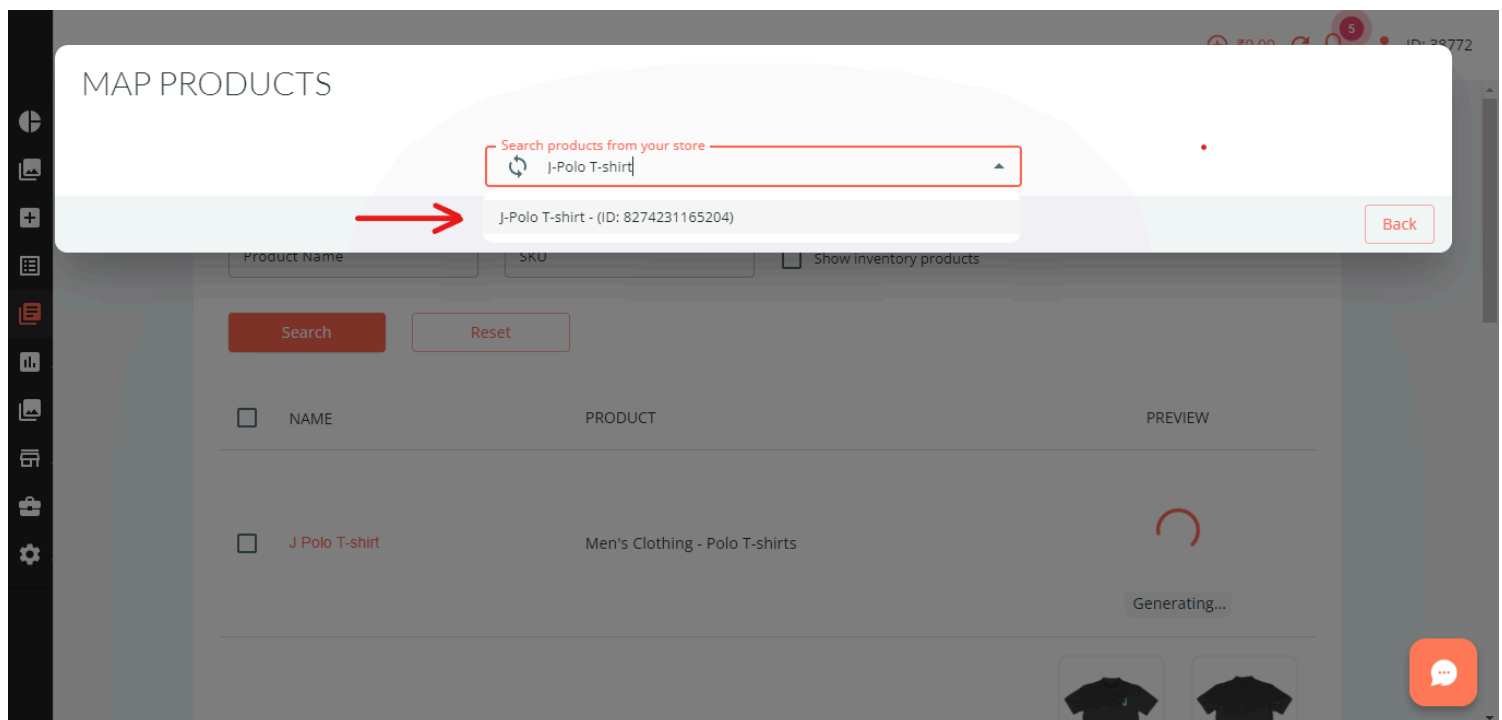 5
₹0.00
ID: 38772
MAP PRODUCTS
Search products from your store
J-Polo T-shirt
J-Polo T-shirt - (ID: 8274231165204)
Back
Product Name
SKU
Show inventory products
Search
Reset
NAME
PRODUCT
PREVIEW
J Polo T-shirt
Men's Clothing - Polo T-shirts
Generating...
J